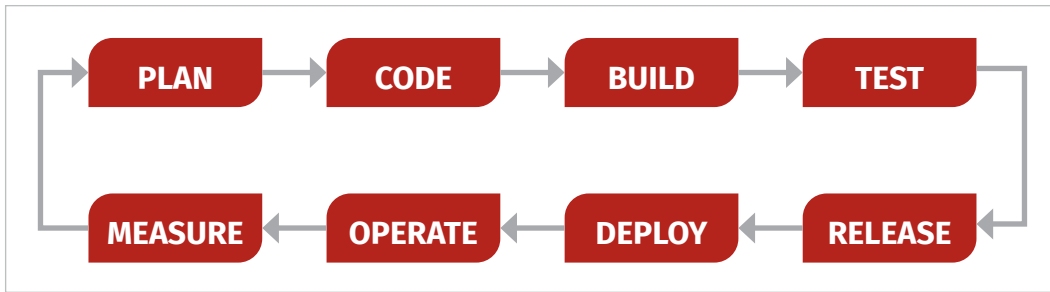 PLAN
CODE
BUILD
TEST
MEASURE
OPERATE
DEPLOY
RELEASE